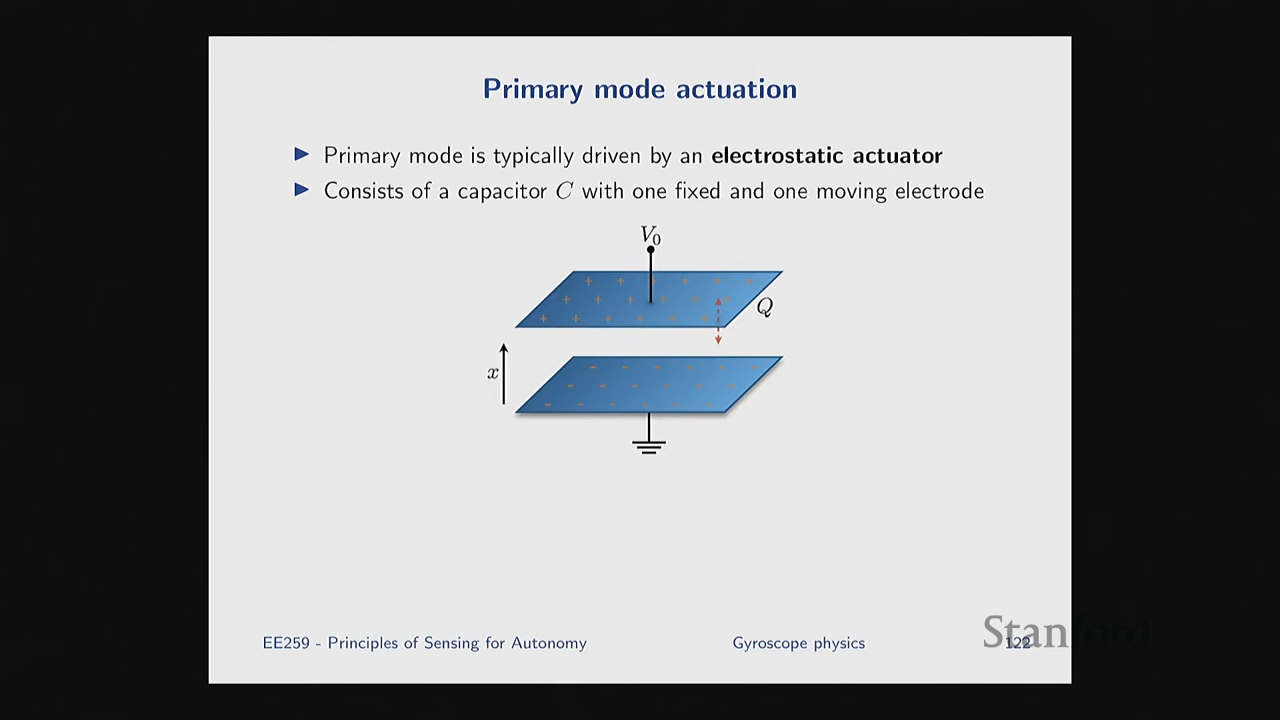 Primary mode actuation
Primary mode is typically driven by an electrostatic actuator
Consists of a capacitor C with one fixed and one moving electrode
V₀
Q
x
EE259 - Principles of Sensing for Autonomy
Gyroscope physics
122
Stanford